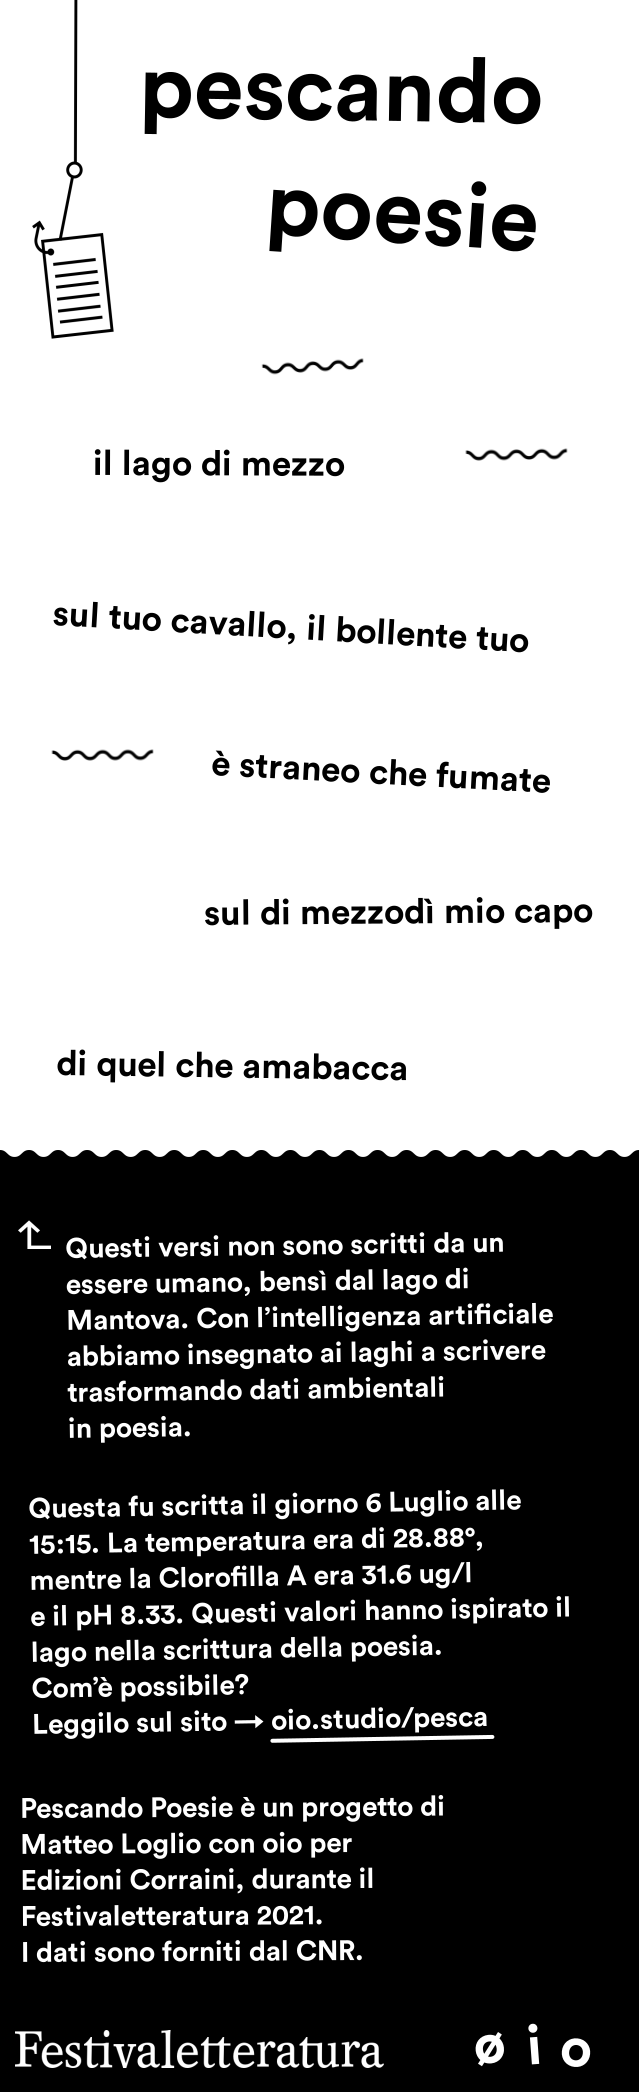 pescando
poesie
il lago di mezzo
sul tuo cavallo, il bollente tuo
è straneo che fumate
sul di mezzodì mio capo
di quel che amabacca
Questi versi non sono scritti da un
essere umano, bensì dal lago di
Mantova. Con l’intelligenza artificiale
abbiamo insegnato ai laghi a scrivere
trasformando dati ambientali
in poesia.
Questa fu scritta il giorno 6 Luglio alle
15:15. La temperatura era di 28.88°,
mentre la Clorofilla A era 31.6 ug/l
e il pH 8.33. Questi valori hanno ispirato il
lago nella scrittura della poesia.
Com’è possibile?
Leggilo sul sito → oio.studio/pesca
Pescando Poesie è un progetto di
Matteo Loglio con oio per
Edizioni Corraini, durante il
Festivaletteratura 2021.
I dati sono forniti dal CNR.
Festivaletteratura
øio